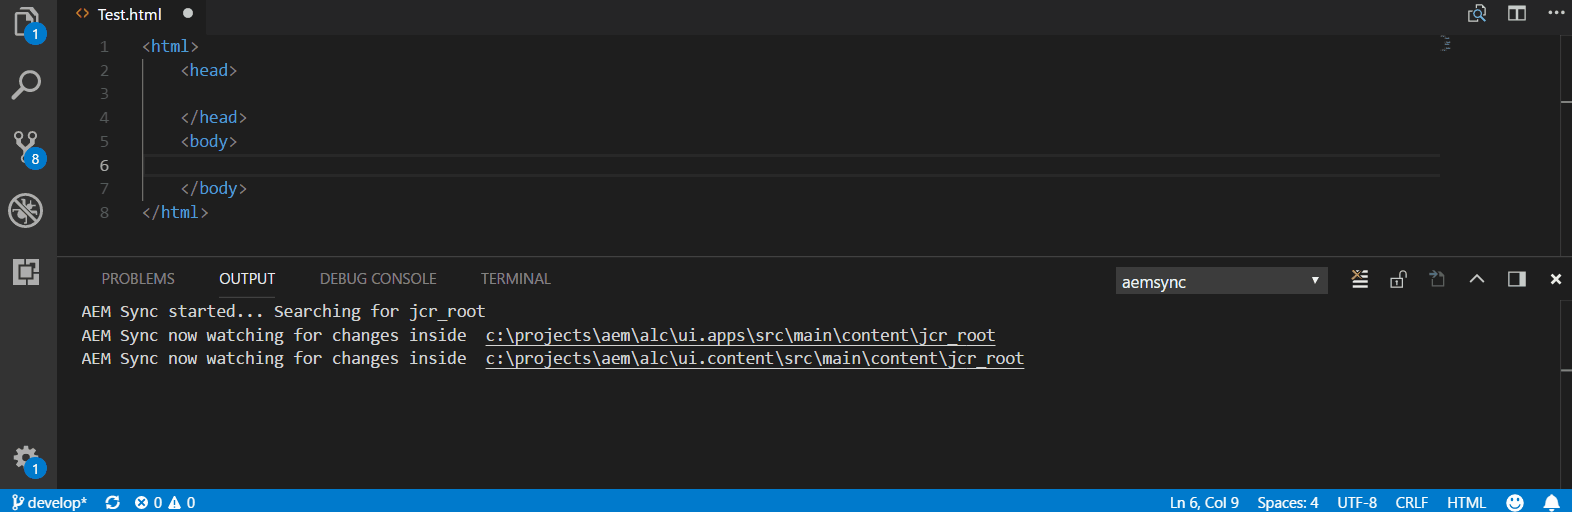 Test.html
1 <html>
2     <head>
3
4     </head>
5     <body>
6
7     </body>
8 </html>
1
8
PROBLEMS OUTPUT DEBUG CONSOLE TERMINAL aemsync
AEM Sync started... Searching for jcr_root
AEM Sync now watching for changes inside  c:\projects\aem\alc\ui.apps\src\main\content\jcr_root
AEM Sync now watching for changes inside  c:\projects\aem\alc\ui.content\src\main\content\jcr_root
1
develop* 0 0 Ln 6, Col 9 Spaces: 4 UTF-8 CRLF HTML